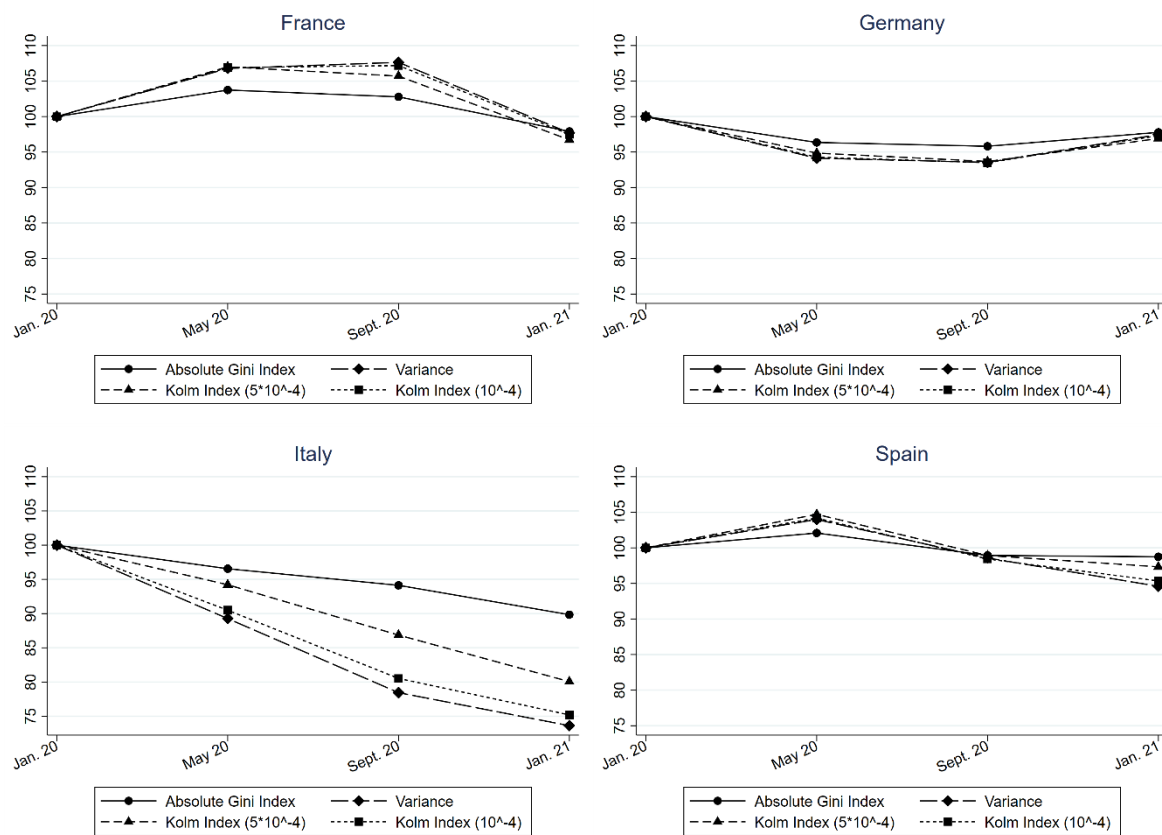 France
110
105
100
95
90
85
80
75
Jan. 20
May 20
Sept. 20
Jan. 21
Absolute Gini Index
Variance
Kolm Index (5*10^-4)
Kolm Index (10^-4)
Germany
110
105
100
95
90
85
80
75
Jan. 20
May 20
Sept. 20
Jan. 21
Absolute Gini Index
Variance
Kolm Index (5*10^-4)
Kolm Index (10^-4)
Italy
110
105
100
95
90
85
80
75
Jan. 20
May 20
Sept. 20
Jan. 21
Absolute Gini Index
Variance
Kolm Index (5*10^-4)
Kolm Index (10^-4)
Spain
110
105
100
95
90
85
80
75
Jan. 20
May 20
Sept. 20
Jan. 21
Absolute Gini Index
Variance
Kolm Index (5*10^-4)
Kolm Index (10^-4)